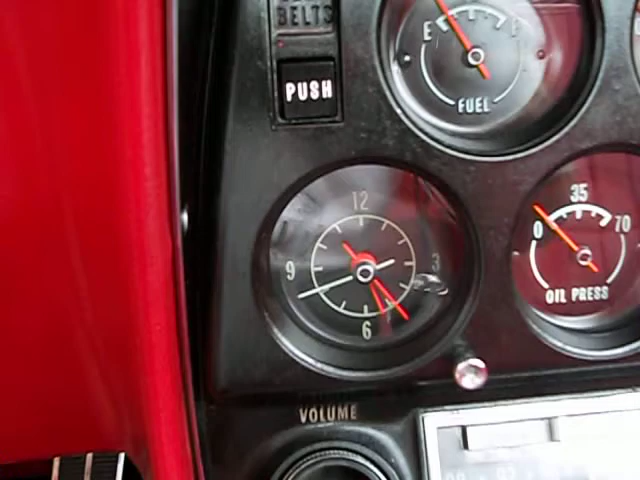 BELTS
PUSH
E F
FUEL
12
9 3
6
35
0 70
OIL PRESS
VOLUME